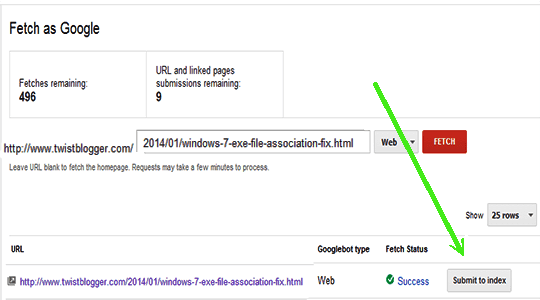 Fetch as Google
Fetches remaining:
496
URL and linked pages
submissions remaining:
9
http://www.twistblogger.com/ 2014/01/windows-7-exe-file-association-fix.html Web FETCH
Leave URL blank to fetch the homepage. Requests may take a few minutes to process.
Show 25 rows
URL Googlebot type Fetch Status
http://www.twistblogger.com/2014/01/windows-7-exe-file-association-fix.html Web Success Submit to index